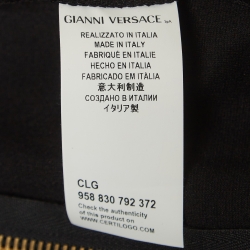 GIANNI VERSACE
REALIZZATO IN ITALIA
MADE IN ITALY
FABRIQUÉ EN ITALIE
HECHO EN ITALIA
FABRICADO EM ITÁLIA
意大利制造
СОЗДАНО В ИТАЛИИ
イタリア製
CLG
958 830 792 372
Check the authenticity
of this product on
WWW.CERTILOGO.COM